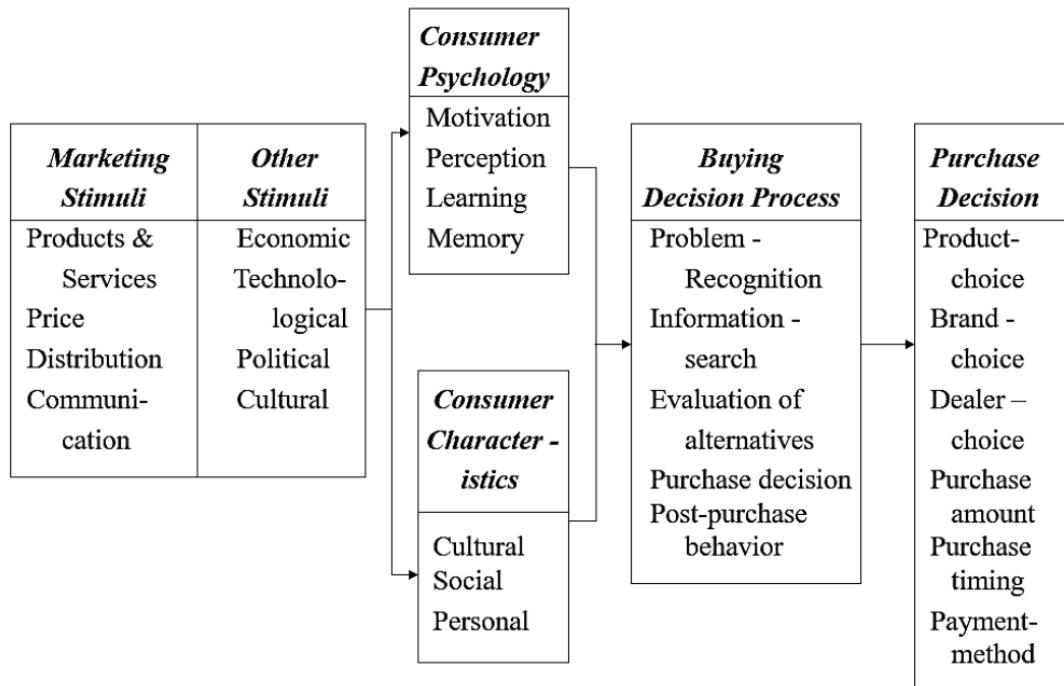 Marketing
Stimuli
Products &
Services
Price
Distribution
Communi-
cation
Other
Stimuli
Economic
Technolo-
logical
Political
Cultural
Consumer
Psychology
Motivation
Perception
Learning
Memory
Consumer
Character -
istics
Cultural
Social
Personal
Buying
Decision Process
Problem -
Recognition
Information -
search
Evaluation of
alternatives
Purchase decision
Post-purchase
behavior
Purchase
Decision
Product-
choice
Brand -
choice
Dealer –
choice
Purchase
amount
Purchase
timing
Payment-
method